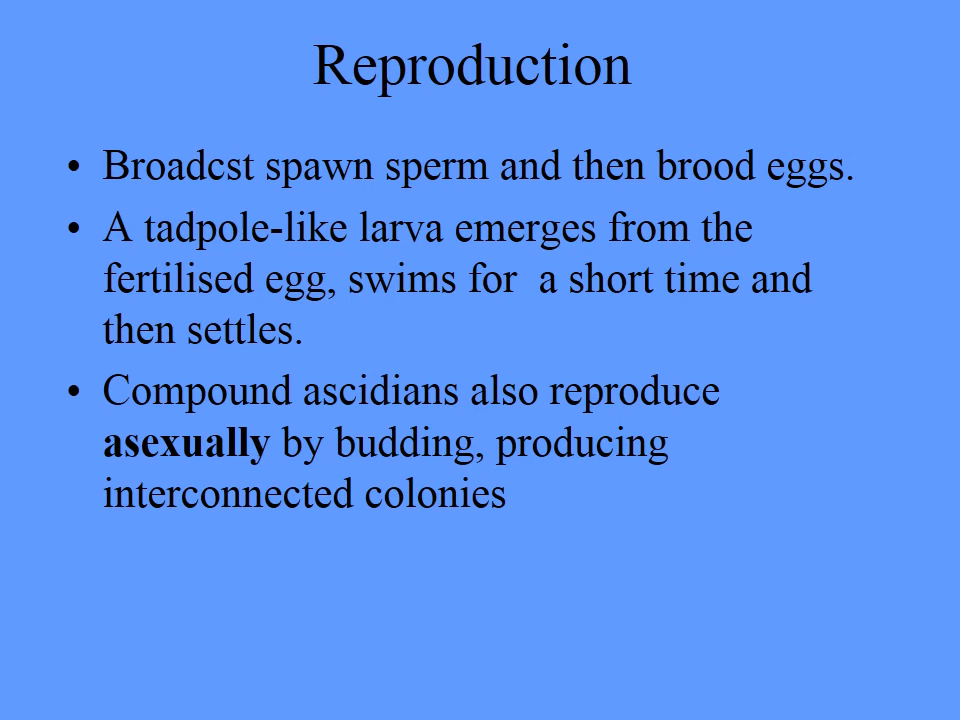 Reproduction
• Broadcst spawn sperm and then brood eggs.
• A tadpole-like larva emerges from the
fertilised egg, swims for  a short time and
then settles.
• Compound ascidians also reproduce
asexually by budding, producing
interconnected colonies